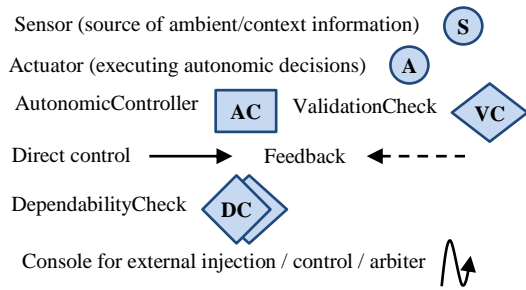 Sensor (source of ambient/context information) S
Actuator (executing autonomic decisions) A
AutonomicController AC ValidationCheck VC
Direct control Feedback
DependabilityCheck DC
Console for external injection / control / arbiter